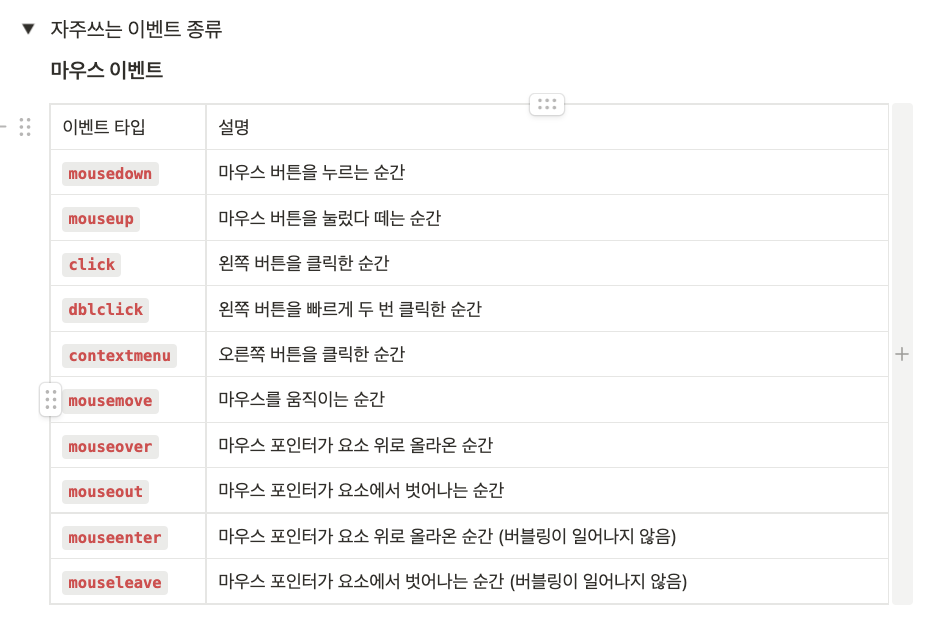 자주쓰는 이벤트 종류
마우스 이벤트
이벤트 타입 설명
mousedown 마우스 버튼을 누르는 순간
mouseup 마우스 버튼을 눌렀다 떼는 순간
click 왼쪽 버튼을 클릭한 순간
dblclick 왼쪽 버튼을 빠르게 두 번 클릭한 순간
contextmenu 오른쪽 버튼을 클릭한 순간
mousemove 마우스를 움직이는 순간
mouseover 마우스 포인터가 요소 위로 올라온 순간
mouseout 마우스 포인터가 요소에서 벗어나는 순간
mouseenter 마우스 포인터가 요소 위로 올라온 순간 (버블링이 일어나지 않음)
mouseleave 마우스 포인터가 요소에서 벗어나는 순간 (버블링이 일어나지 않음)